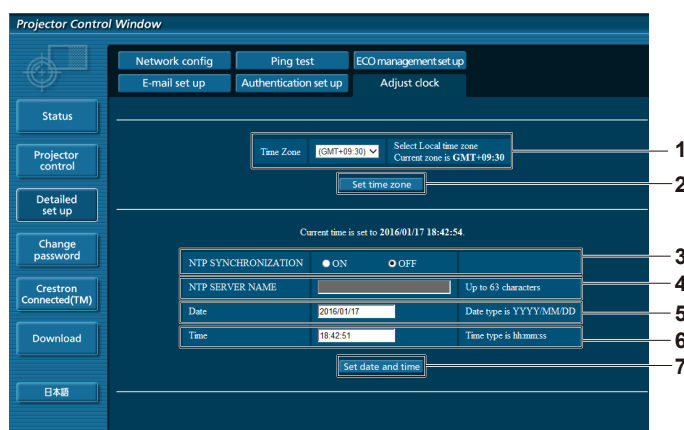 Projector Control Window
Network config
Ping test
ECO management set up
E-mail set up
Authentication set up
Adjust clock
Status
Projector
control
Detailed
set up
Change
password
Crestron
Connected(TM)
Download
日本語
Time Zone
(GMT+09:30)
Select Local time zone
Current zone is GMT+09:30
1
Set time zone
2
Current time is set to 2016/01/17 18:42:54.
NTP SYNCHRONIZATION
ON
OFF
3
NTP SERVER NAME
Up to 63 characters
4
Date
2016/01/17
Date type is YYYY/MM/DD
5
Time
18:42:51
Time type is hh:mm:ss
6
Set date and time
7